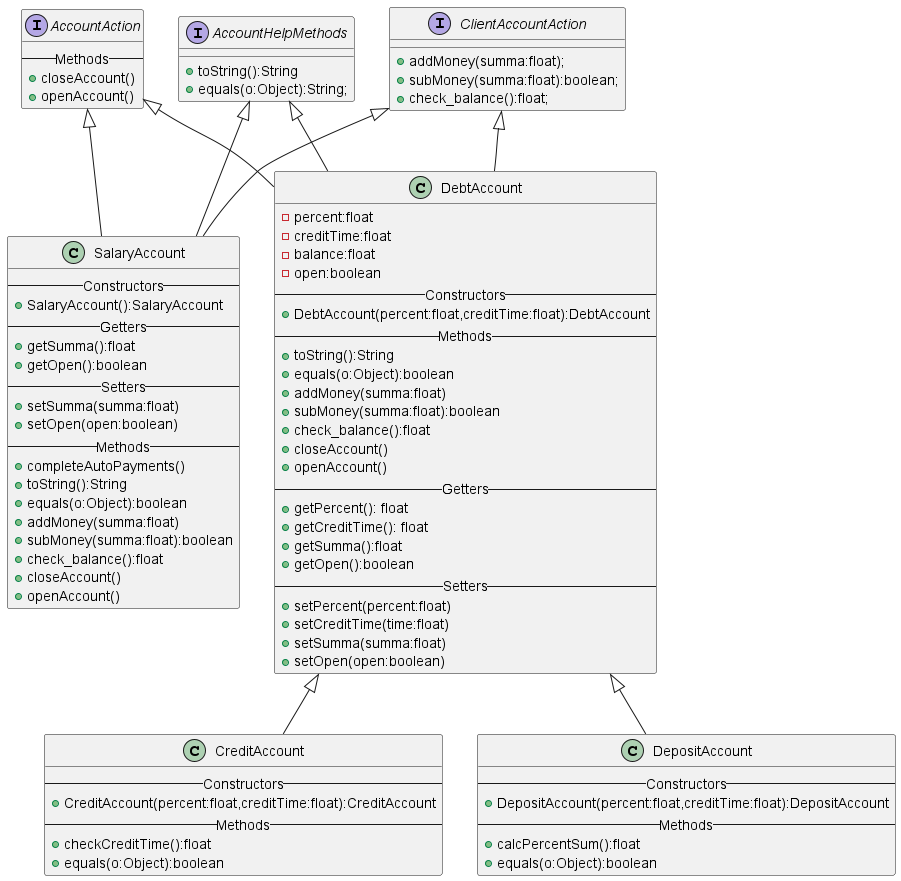 I AccountAction
Methods
closeAccount()
openAccount()
I AccountHelpMethods
toString():String
equals(o:Object):String;
I ClientAccountAction
addMoney(summa:float);
subMoney(summa:float):boolean;
check_balance():float;
C SalaryAccount
Constructors
SalaryAccount():SalaryAccount
Getters
getSumma():float
getOpen():boolean
Setters
setSumma(summa:float)
setOpen(open:boolean)
Methods
completeAutoPayments()
toString():String
equals(o:Object):boolean
addMoney(summa:float)
subMoney(summa:float):boolean
check_balance():float
closeAccount()
openAccount()
C DebtAccount
percent:float
creditTime:float
balance:float
open:boolean
Constructors
DebtAccount(percent:float,creditTime:float):DebtAccount
Methods
toString():String
equals(o:Object):boolean
addMoney(summa:float)
subMoney(summa:float):boolean
check_balance():float
closeAccount()
openAccount()
Getters
getPercent(): float
getCreditTime(): float
getSumma():float
getOpen():boolean
Setters
setPercent(percent:float)
setCreditTime(time:float)
setSumma(summa:float)
setOpen(open:boolean)
C CreditAccount
Constructors
CreditAccount(percent:float,creditTime:float):CreditAccount
Methods
checkCreditTime():float
equals(o:Object):boolean
C DepositAccount
Constructors
DepositAccount(percent:float,creditTime:float):DepositAccount
Methods
calcPercentSum():float
equals(o:Object):boolean